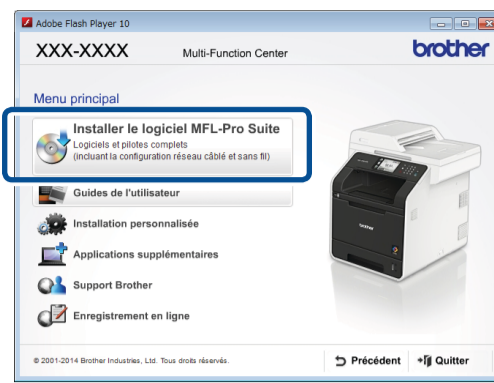 Adobe Flash Player 10
XXX-XXXX
Multi-Function Center
brother
Menu principal
Installer le logiciel MFL-Pro Suite
Logiciels et pilotes complets
(incluant la configuration réseau câblé et sans fil)
Guides de l'utilisateur
Installation personnalisée
Applications supplémentaires
Support Brother
Enregistrement en ligne
brother
© 2001-2014 Brother Industries, Ltd. Tous droits réservés.
Précédent
Quitter